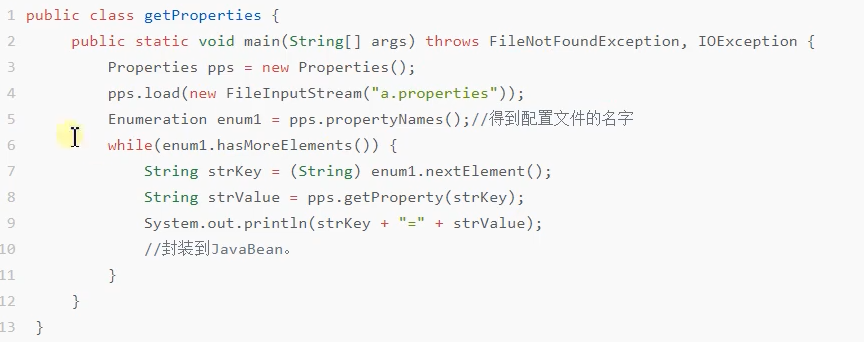 1 public class getProperties {
2     public static void main(String[] args) throws FileNotFoundException, IOException {
3         Properties pps = new Properties();
4         pps.load(new FileInputStream("a.properties"));
5         Enumeration enum1 = pps.propertyNames();//得到配置文件的名字
6         while(enum1.hasMoreElements()) {
7             String strKey = (String) enum1.nextElement();
8             String strValue = pps.getProperty(strKey);
9             System.out.println(strKey + "=" + strValue);
10             //封装到JavaBean。
11         }
12     }
13 }